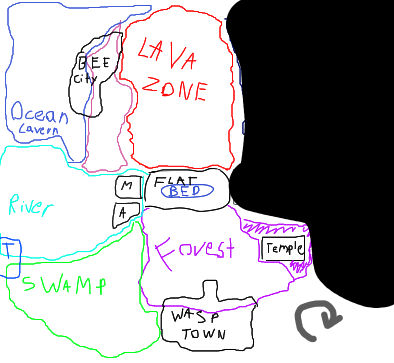 LAVA
ZONE
BEE
City
Ocean
Cavern
M
FLAT
BED
A
River
T
Forest
Temple
SWAMP
WASP
TOWN